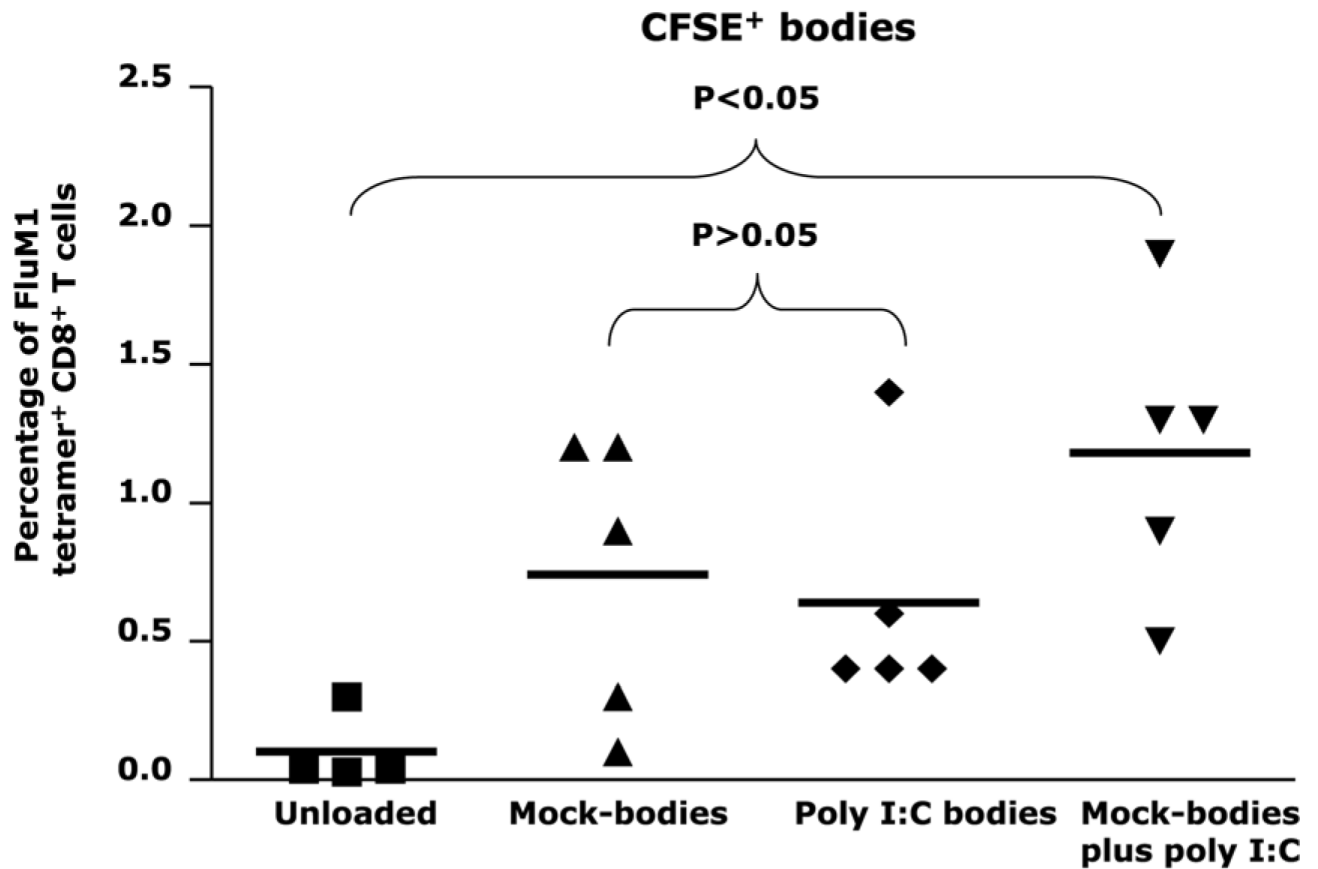 CFSE⁺ bodies
2.5
P<0.05
2.0
P>0.05
1.5
1.0
0.5
0.0
Percentage of FluM1
tetramer⁺ CD8⁺ T cells
Unloaded
Mock-bodies
Poly I:C bodies
Mock-bodies
plus poly I:C